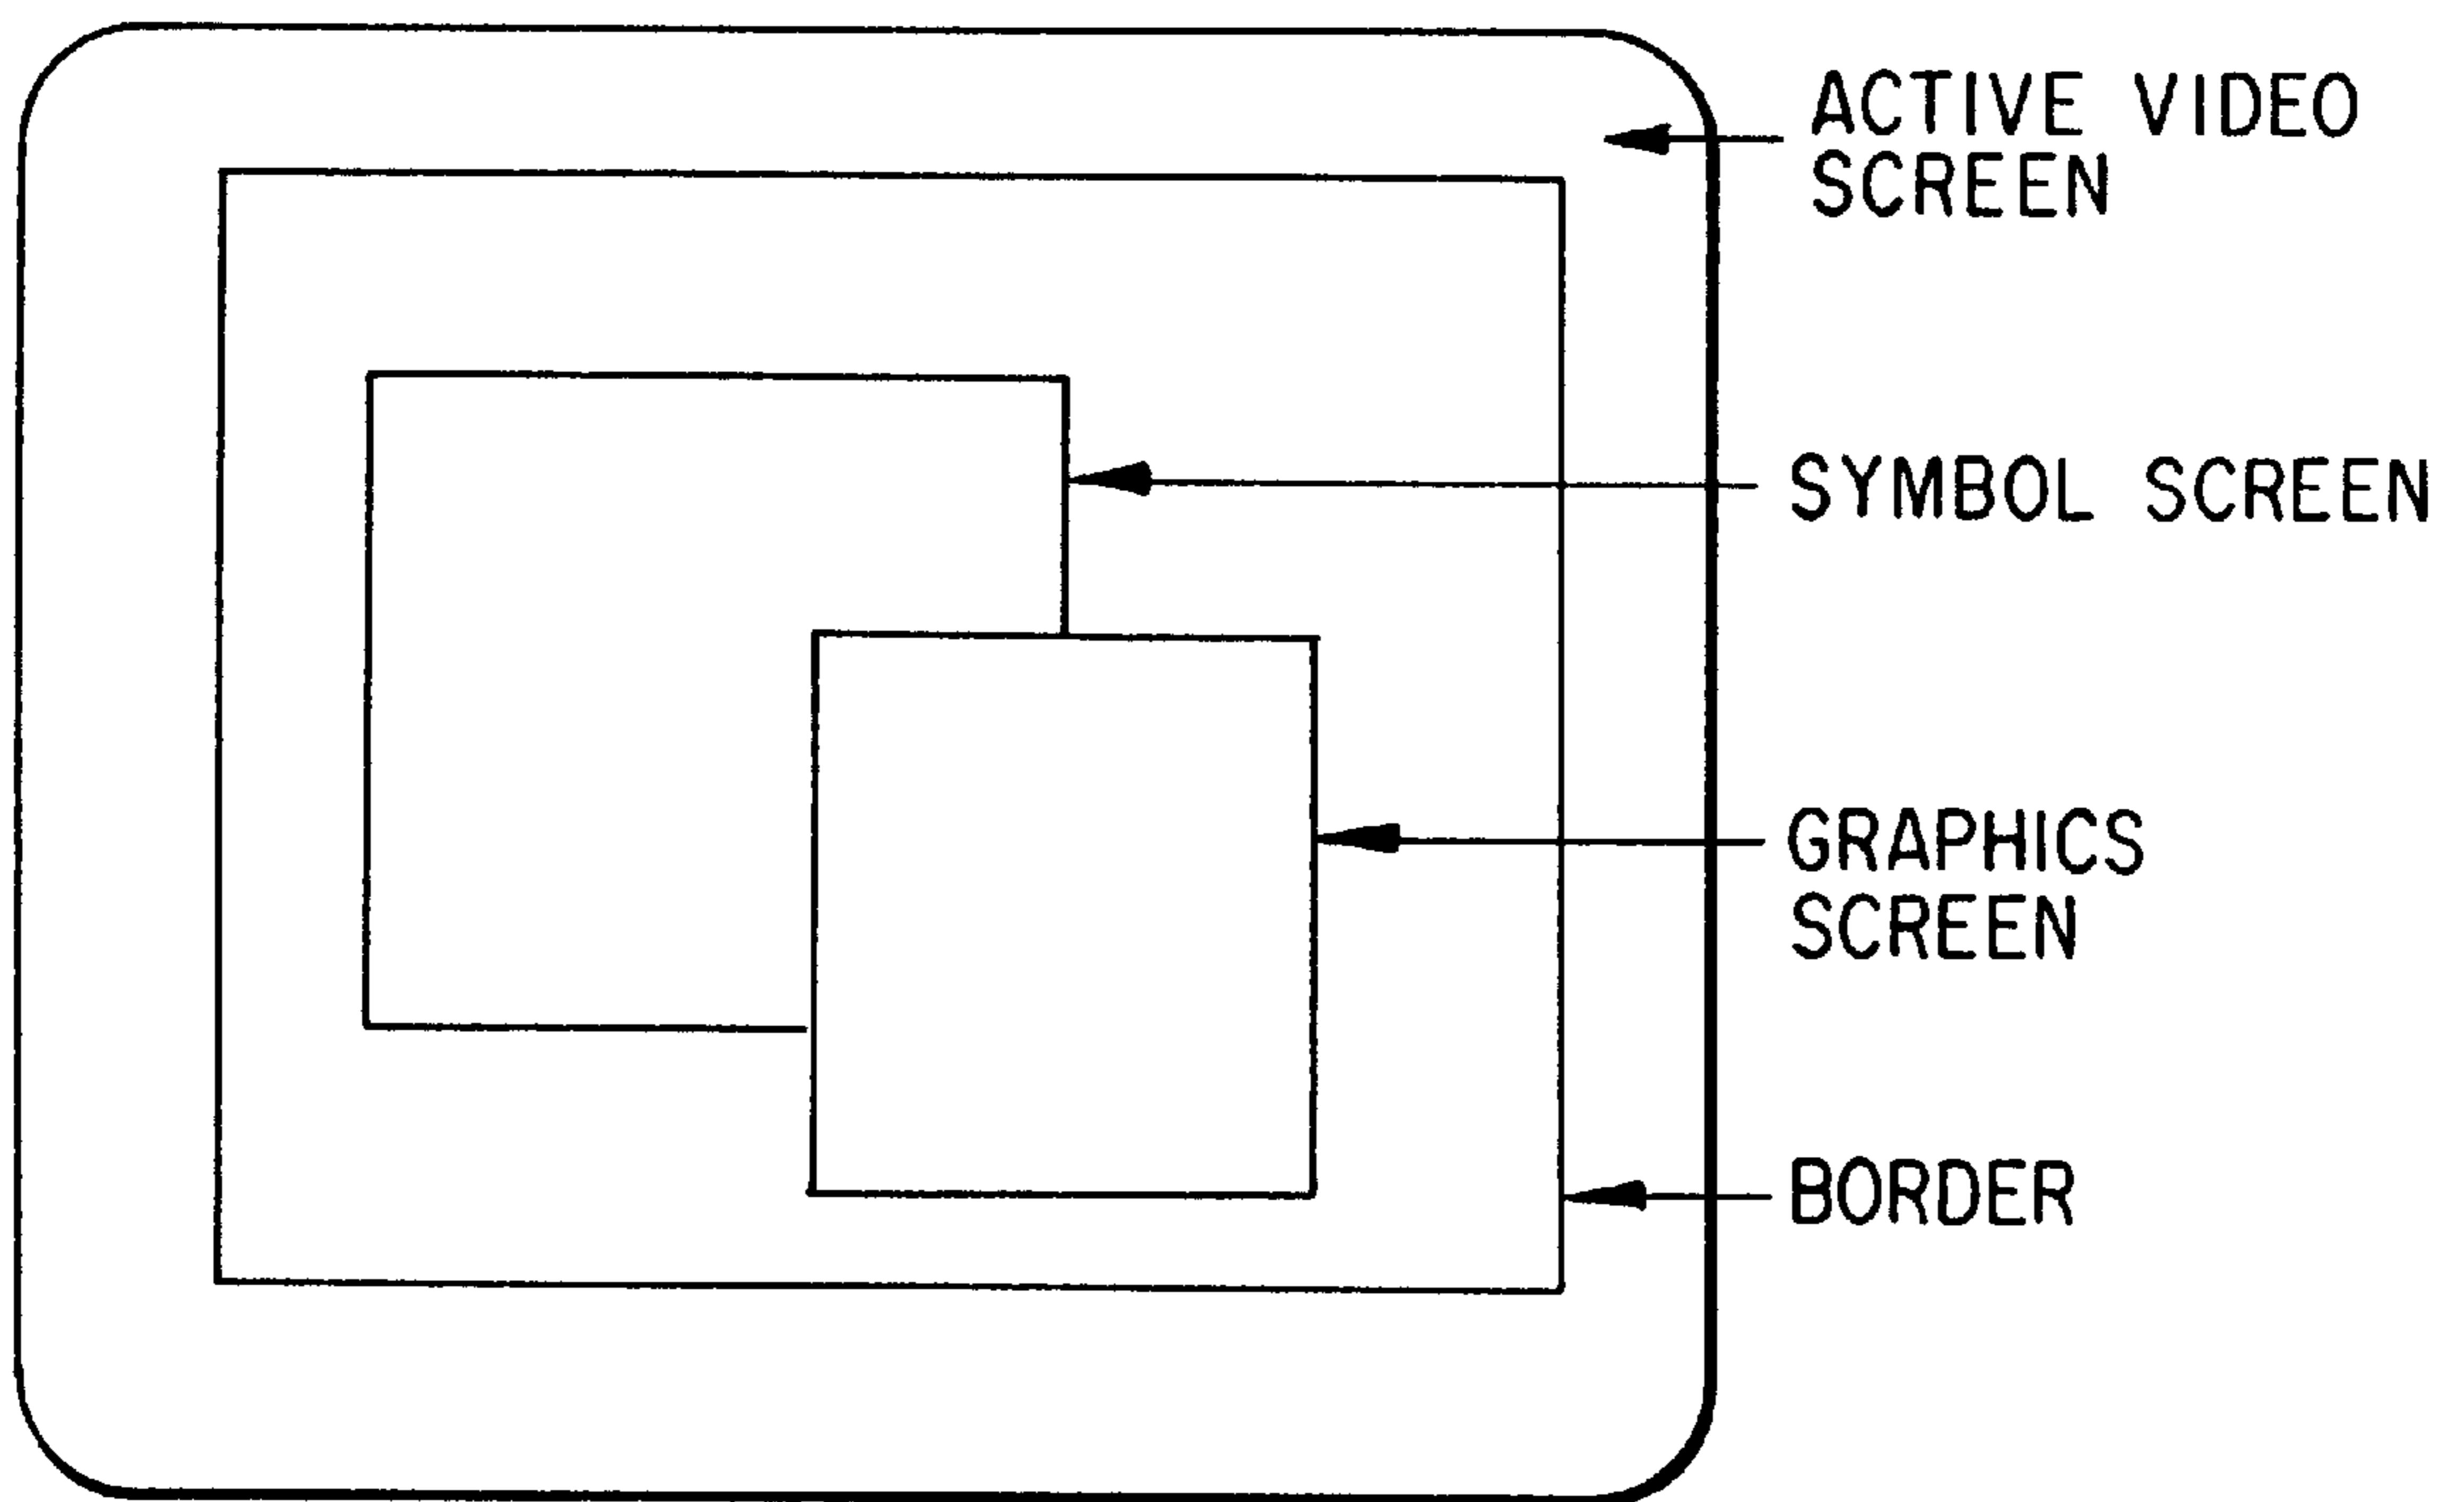 ACTIVE VIDEO
SCREEN
SYMBOL SCREEN
GRAPHICS
SCREEN
BORDER